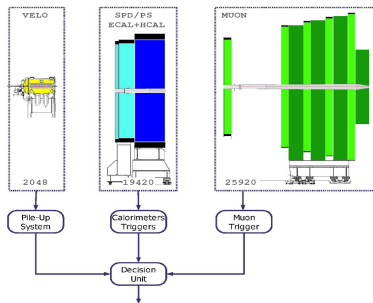 VELO
SPD/PS
ECAL+HCAL
MUON
2048
19420
25920
Pile-Up
System
Calorimeters
Triggers
Muon
Trigger
Decision
Unit